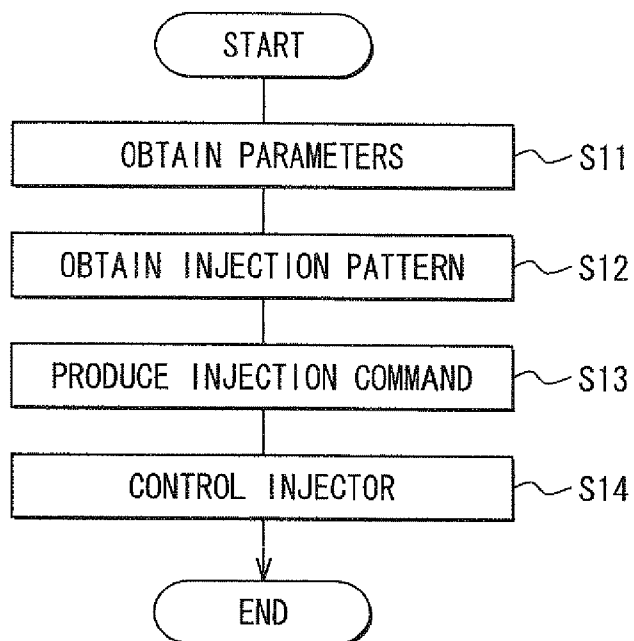 START
OBTAIN PARAMETERS S11
OBTAIN INJECTION PATTERN S12
PRODUCE INJECTION COMMAND S13
CONTROL INJECTOR S14
END